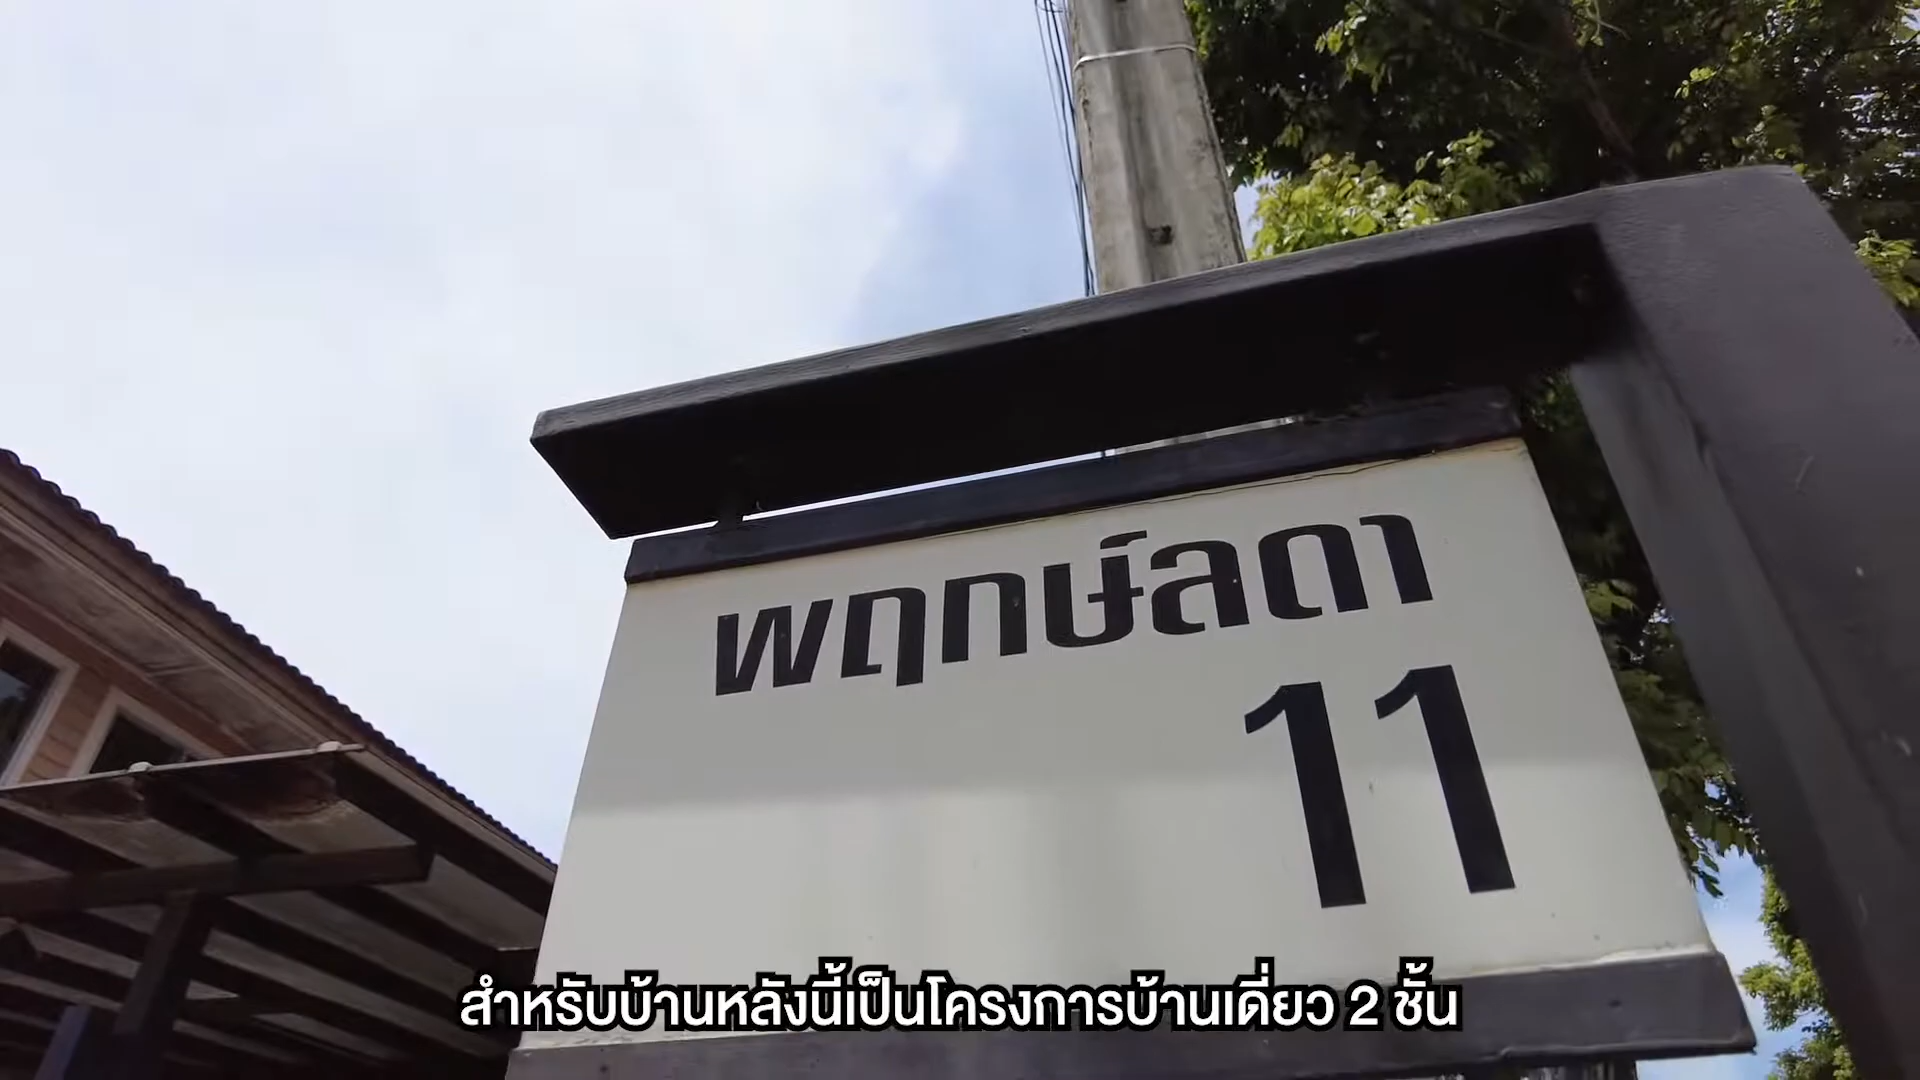 พฤกษ์ลดา
11
สำหรับบ้านหลังนี้เป็นโครงการบ้านเดี่ยว 2 ชั้น